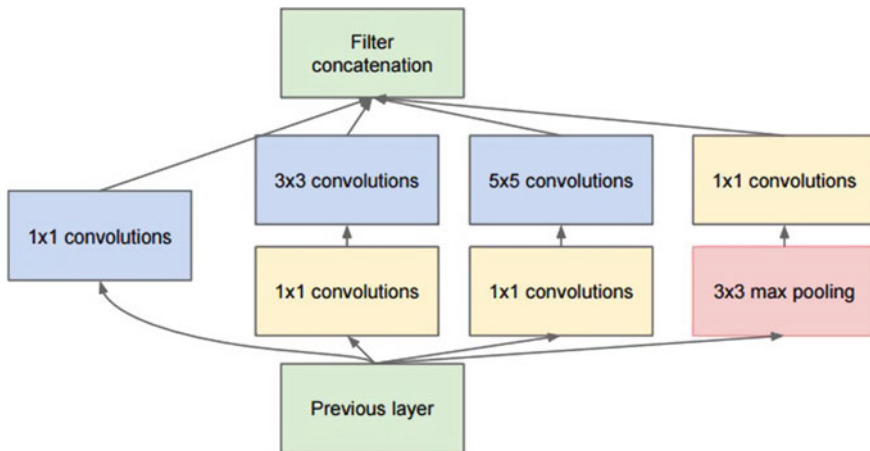 Filter
concatenation
3x3 convolutions
5x5 convolutions
1x1 convolutions
1x1 convolutions
1x1 convolutions
1x1 convolutions
3x3 max pooling
Previous layer